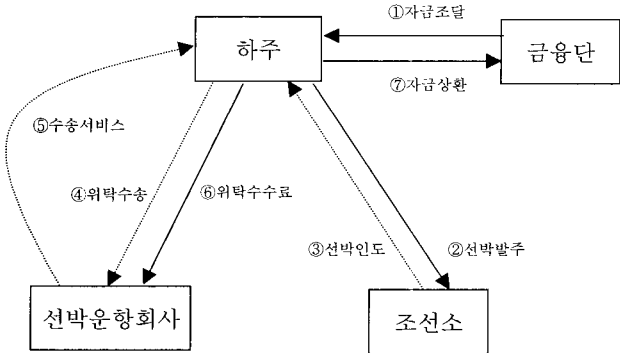 ①자금조달
하주
금융단
⑦자금상환
⑤수송서비스
④위탁수송
⑥위탁수수료
③선박인도
②선박발주
선박운항회사
조선소